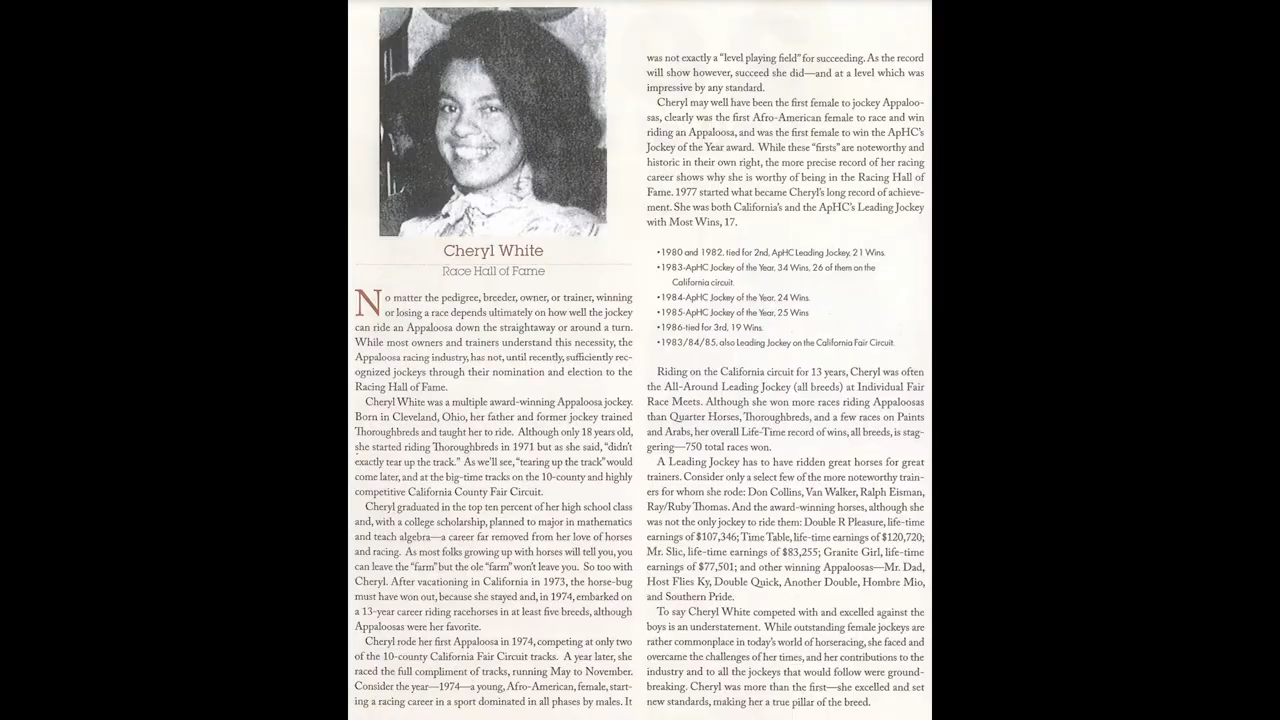 Cheryl White
Race Hall of Fame
No matter the pedigree, breeder, owner, or trainer, winning
or losing a race depends ultimately on how well the jockey
can ride an Appaloosa down the straightaway or around a turn.
While most owners and trainers understand this necessity, the
Appaloosa racing industry, has not, until recently, sufficiently rec-
ognized jockeys through their nomination and election to the
Racing Hall of Fame.
Cheryl White was a multiple award-winning Appaloosa jockey.
Born in Cleveland, Ohio, her father and former jockey trained
Thoroughbreds and taught her to ride. Although only 18 years old,
she started riding Thoroughbreds in 1971 but as she said, "didn't
exactly tear up the track." As we'll see, "tearing up the track" would
come later, and at the big-time tracks on the 10-county and highly
competitive California County Fair Circuit.
Cheryl graduated in the top ten percent of her high school class
and, with a college scholarship, planned to major in mathematics
and teach algebra—a career far removed from her love of horses
and racing. As most folks growing up with horses will tell you, you
can leave the "farm" but the ole "farm" won't leave you. So too with
Cheryl. After vacationing in California in 1973, the horse-bug
must have won out, because she stayed and, in 1974, embarked on
a 13-year career riding racehorses in at least five breeds, although
Appaloosas were her favorite.
Cheryl rode her first Appaloosa in 1974, competing at only two
of the 10-county California Fair Circuit tracks. A year later, she
raced the full compliment of tracks, running May to November.
Consider the year—1974—a young, Afro-American, female, start-
ing a racing career in a sport dominated in all phases by males. It
was not exactly a "level playing field" for succeeding. As the record
will show however, succeed she did—and at a level which was
impressive by any standard.
Cheryl may well have been the first female to jockey Appaloo-
sas, clearly was the first Afro-American female to race and win
riding an Appaloosa, and was the first female to win the ApHC's
Jockey of the Year award. While these "firsts" are noteworthy and
historic in their own right, the more precise record of her racing
career shows why she is worthy of being in the Racing Hall of
Fame. 1977 started what became Cheryl's long record of achieve-
ment. She was both California's and the ApHC's Leading Jockey
with Most Wins, 17.
•1980 and 1982, tied for 2nd, ApHC Leading Jockey, 21 Wins.
•1983-ApHC Jockey of the Year, 34 Wins, 26 of them on the
California circuit.
•1984-ApHC Jockey of the Year, 24 Wins.
•1985-ApHC Jockey of the Year, 25 Wins
•1986-tied for 3rd, 19 Wins.
•1983/84/85, also Leading Jockey on the California Fair Circuit.
Riding on the California circuit for 13 years, Cheryl was often
the All-Around Leading Jockey (all breeds) at Individual Fair
Race Meets. Although she won more races riding Appaloosas
than Quarter Horses, Thoroughbreds, and a few races on Paints
and Arabs, her overall Life-Time record of wins, all breeds, is stag-
gering—750 total races won.
A Leading Jockey has to have ridden great horses for great
trainers. Consider only a select few of the more noteworthy train-
ers for whom she rode: Don Collins, Van Walker, Ralph Eisman,
Ray/Ruby Thomas. And the award-winning horses, although she
was not the only jockey to ride them: Double R Pleasure, life-time
earnings of $107,346; Time Table, life-time earnings of $120,720;
Mr. Slic, life-time earnings of $83,255; Granite Girl, life-time
earnings of $77,501; and other winning Appaloosas—Mr. Dad,
Host Flies Ky, Double Quick, Another Double, Hombre Mio,
and Southern Pride.
To say Cheryl White competed with and excelled against the
boys is an understatement. While outstanding female jockeys are
rather commonplace in today's world of horseracing, she faced and
overcame the challenges of her times, and her contributions to the
industry and to all the jockeys that would follow were ground-
breaking. Cheryl was more than the first—she excelled and set
new standards, making her a true pillar of the breed.